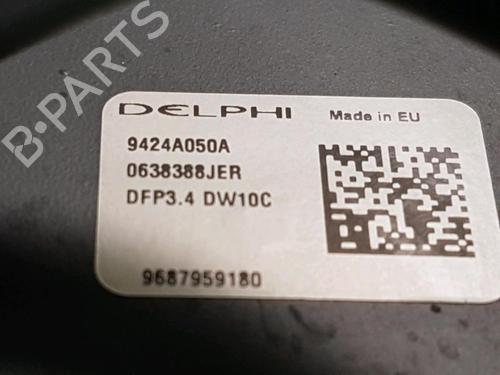 DELPHI Made in EU
9424A050A
0638388JER
DFP3.4 DW10C
9687959180
B-PARTS